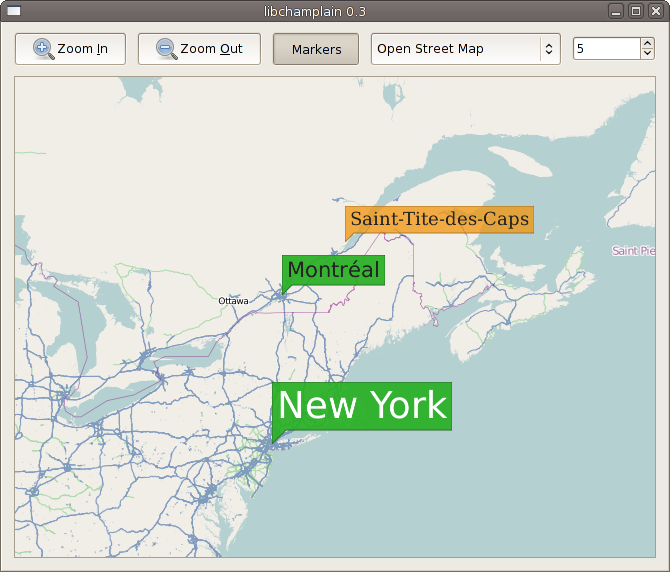 libchamplain 0.3
Zoom In
Zoom Out
Markers
Open Street Map
5
Saint-Tite-des-Caps
Saint Pie
Montréal
Ottawa
New York